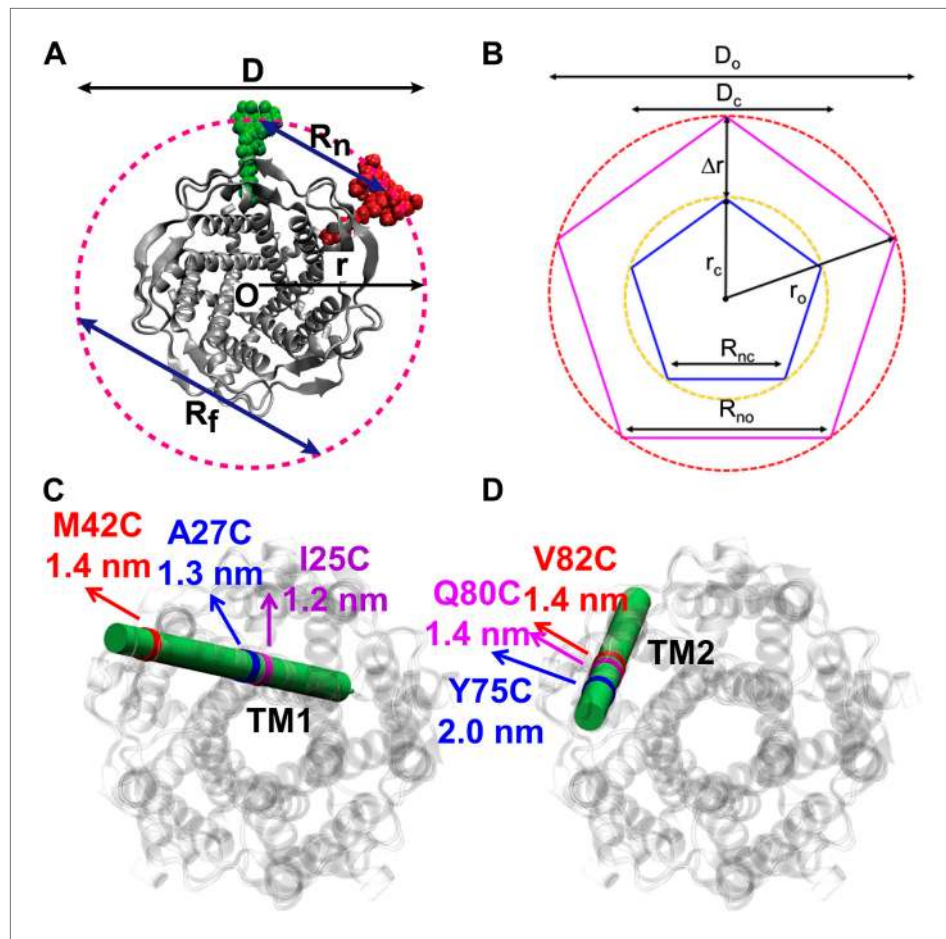 A
D
Rn
r
O
Rf
B
Do
Dc
Δr
rc
ro
Rnc
Rno
C
M42C
1.4 nm
A27C
1.3 nm
I25C
1.2 nm
TM1
D
V82C
1.4 nm
Q80C
1.4 nm
Y75C
2.0 nm
TM2